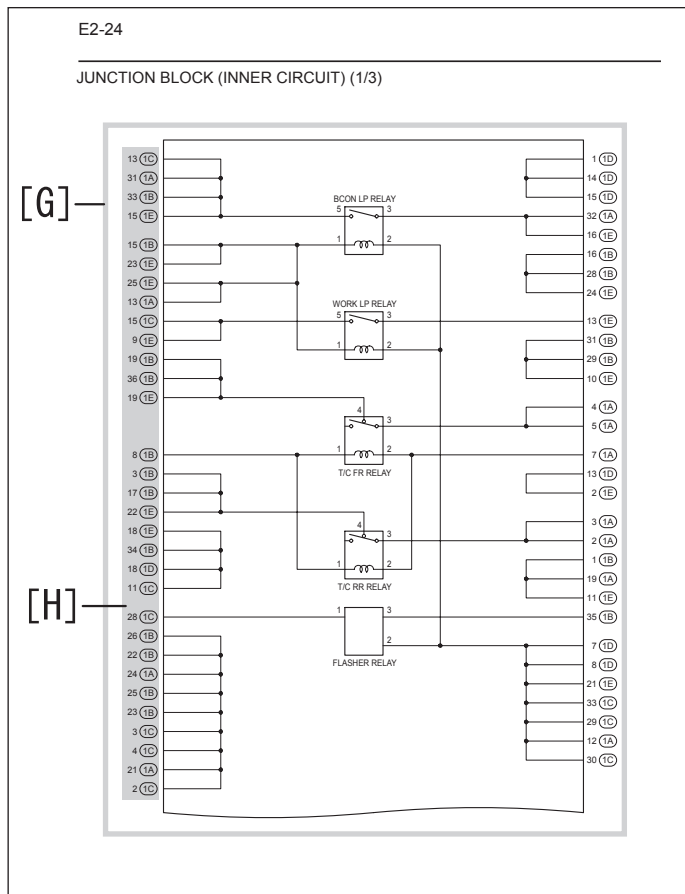 E2-24
JUNCTION BLOCK (INNER CIRCUIT) (1/3)
[G]
[H]
13 1C
31 1A
33 1B
15 1E
15 1B
23 1E
25 1E
13 1A
15 1C
9 1E
19 1B
36 1B
19 1E
8 1B
3 1B
17 1B
22 1E
18 1E
34 1B
18 1D
11 1C
28 1C
26 1B
22 1B
24 1A
25 1B
23 1B
3 1C
4 1C
21 1A
2 1C
BCON LP RELAY
5 3
1 2
WORK LP RELAY
5 3
1 2
4
3
1 2
T/C FR RELAY
4
3
1 2
T/C RR RELAY
1 3
2
FLASHER RELAY
1 1D
14 1D
15 1D
32 1A
16 1E
16 1B
28 1B
24 1E
13 1E
31 1B
29 1B
10 1E
4 1A
5 1A
7 1A
13 1D
2 1E
3 1A
2 1A
1 1B
19 1A
11 1E
35 1B
7 1D
8 1D
21 1E
33 1C
29 1C
12 1A
30 1C